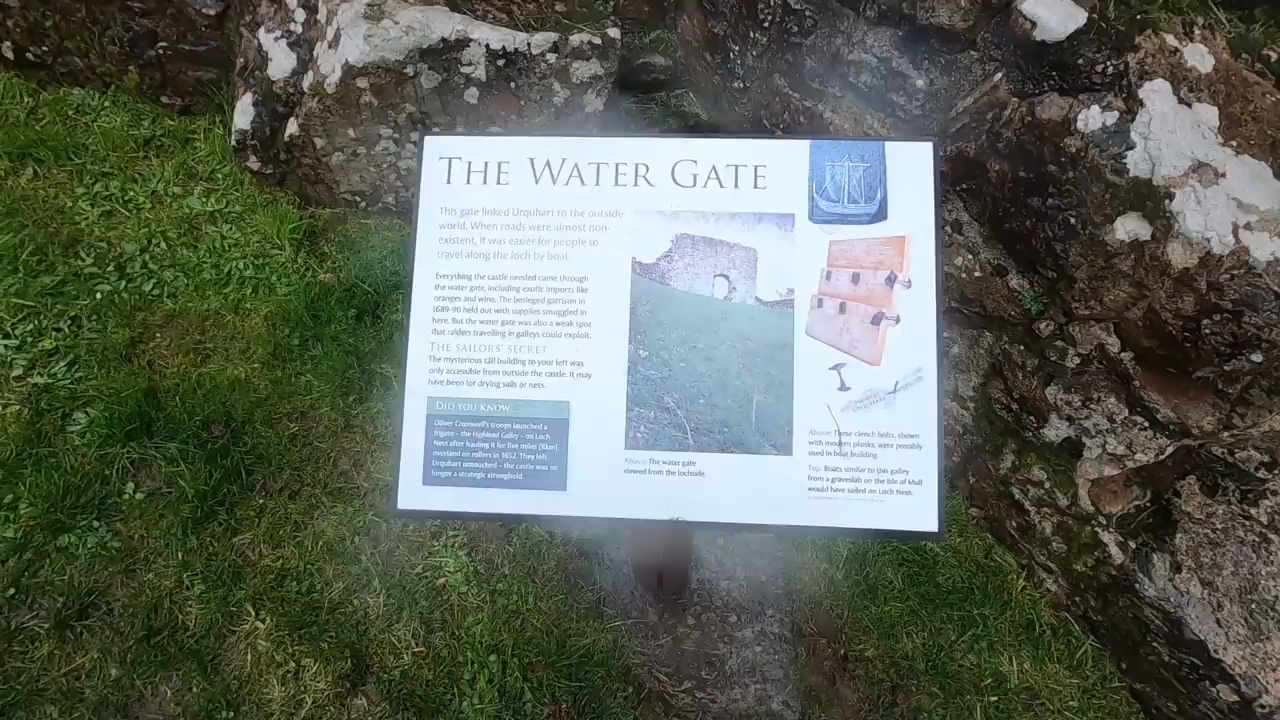 THE WATER GATE
This gate linked Urquhart to the outside
world. When roads were almost non-
existent, it was easier for people to
travel along the loch by boat.
Everything the castle needed came through
the water gate, including exotic imports like
oranges and wine. The besieged garrison in
1689-90 held out with supplies smuggled in
here. But the water gate was also a weak spot
that raiders travelling in galleys could exploit.
THE SAILORS' SECRET
The mysterious tall building to your left was
only accessible from outside the castle. It may
have been for drying sails or nets.
DID YOU KNOW...
Oliver Cromwell's troops launched a
frigate – the Highland Galley – on Loch
Ness after hauling it for five miles (8km)
overland on rollers in 1652. They left
Urquhart untouched – the castle was no
longer a strategic stronghold.
Above: The water gate
viewed from the lochside.
Above: These clench bolts, shown
with modern planks, were possibly
used in boat building.
Top: Boats similar to this galley
from a graveslab on the Isle of Mull
would have sailed on Loch Ness.